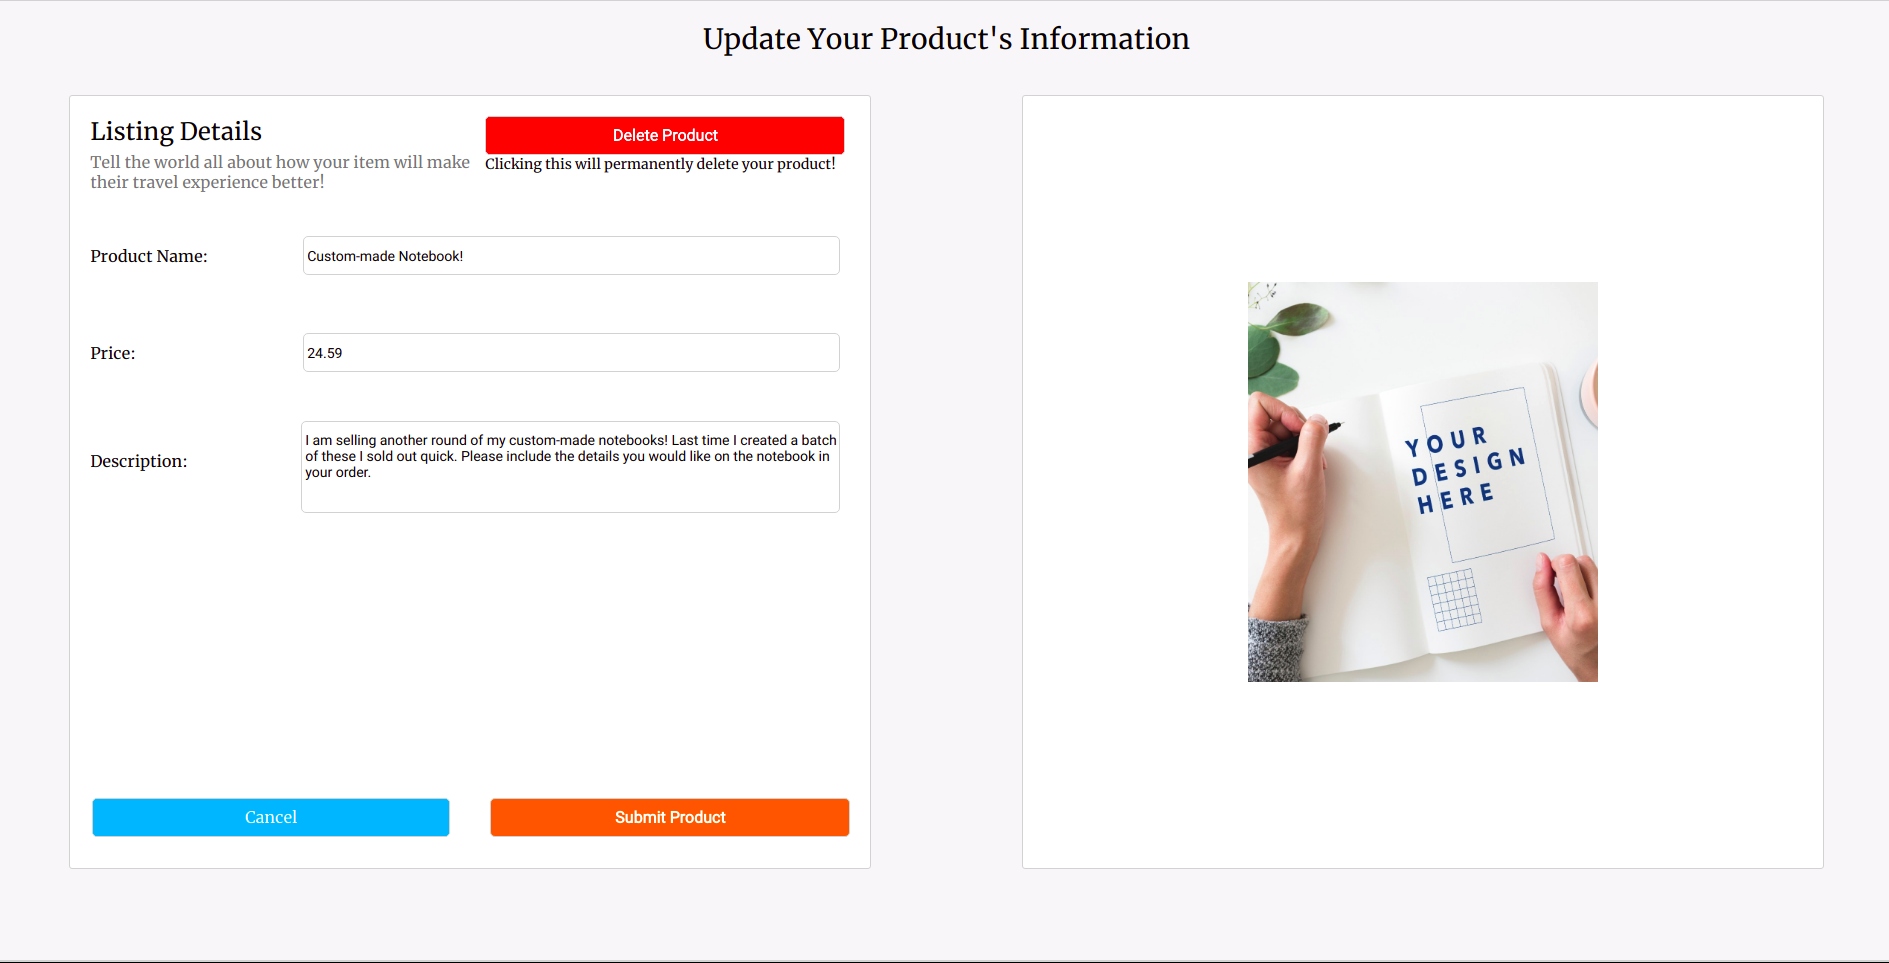 Update Your Product's Information
Listing Details
Tell the world all about how your item will make
their travel experience better!
Delete Product
Clicking this will permanently delete your product!
Product Name:
Custom-made Notebook!
Price:
24.59
Description:
I am selling another round of my custom-made notebooks! Last time I created a batch
of these I sold out quick. Please include the details you would like on the notebook in
your order.
Cancel
Submit Product
YOUR
DESIGN
HERE